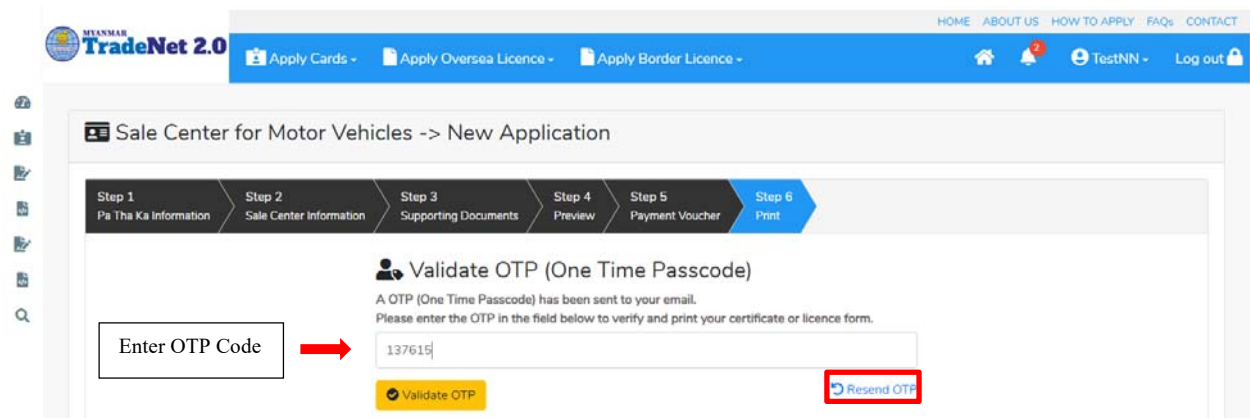 HOME ABOUT US HOW TO APPLY FAQs CONTACT
MYANMAR
TradeNet 2.0
Apply Cards
Apply Oversea Licence
Apply Border Licence
2
TestNN
Log out
Sale Center for Motor Vehicles -> New Application
Step 1
Pa Tha Ka Information
Step 2
Sale Center Information
Step 3
Supporting Documents
Step 4
Preview
Step 5
Payment Voucher
Step 6
Print
Validate OTP (One Time Passcode)
A OTP (One Time Passcode) has been sent to your email.
Please enter the OTP in the field below to verify and print your certificate or licence form.
Enter OTP Code
137615
Validate OTP
Resend OTP